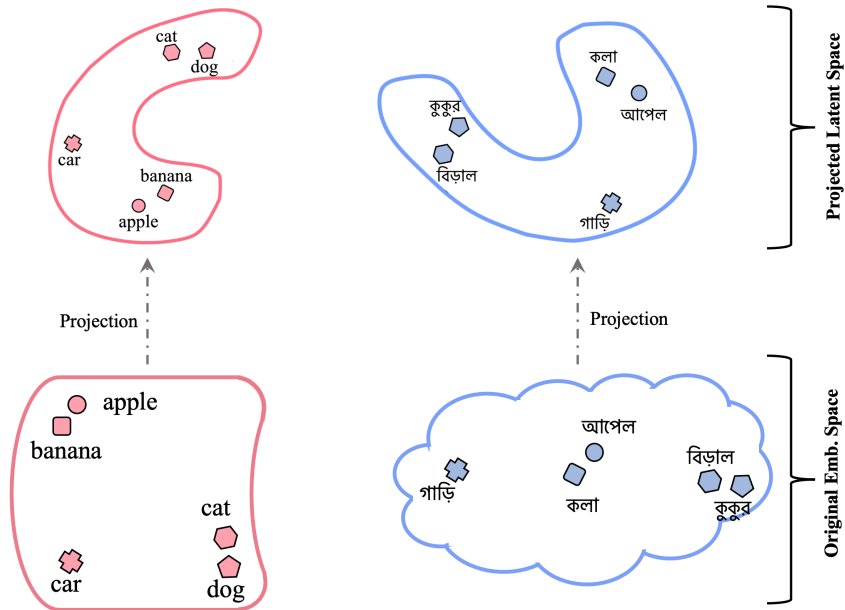 cat
dog
car
banana
apple
কলা
আপেল
কুকুর
বিড়াল
গাড়ি
Projected Latent Space
Projection
Projection
apple
banana
cat
car
dog
আপেল
গাড়ি
কলা
বিড়াল
কুকুর
Original Emb. Space